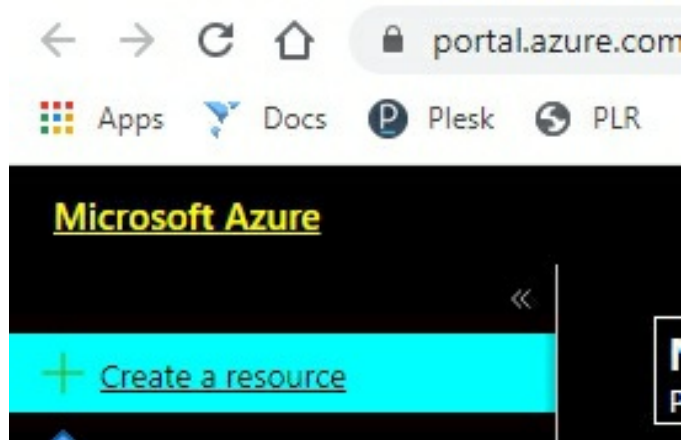 portal.azure.com
Apps Docs Plesk PLR
Microsoft Azure
«
Create a resource